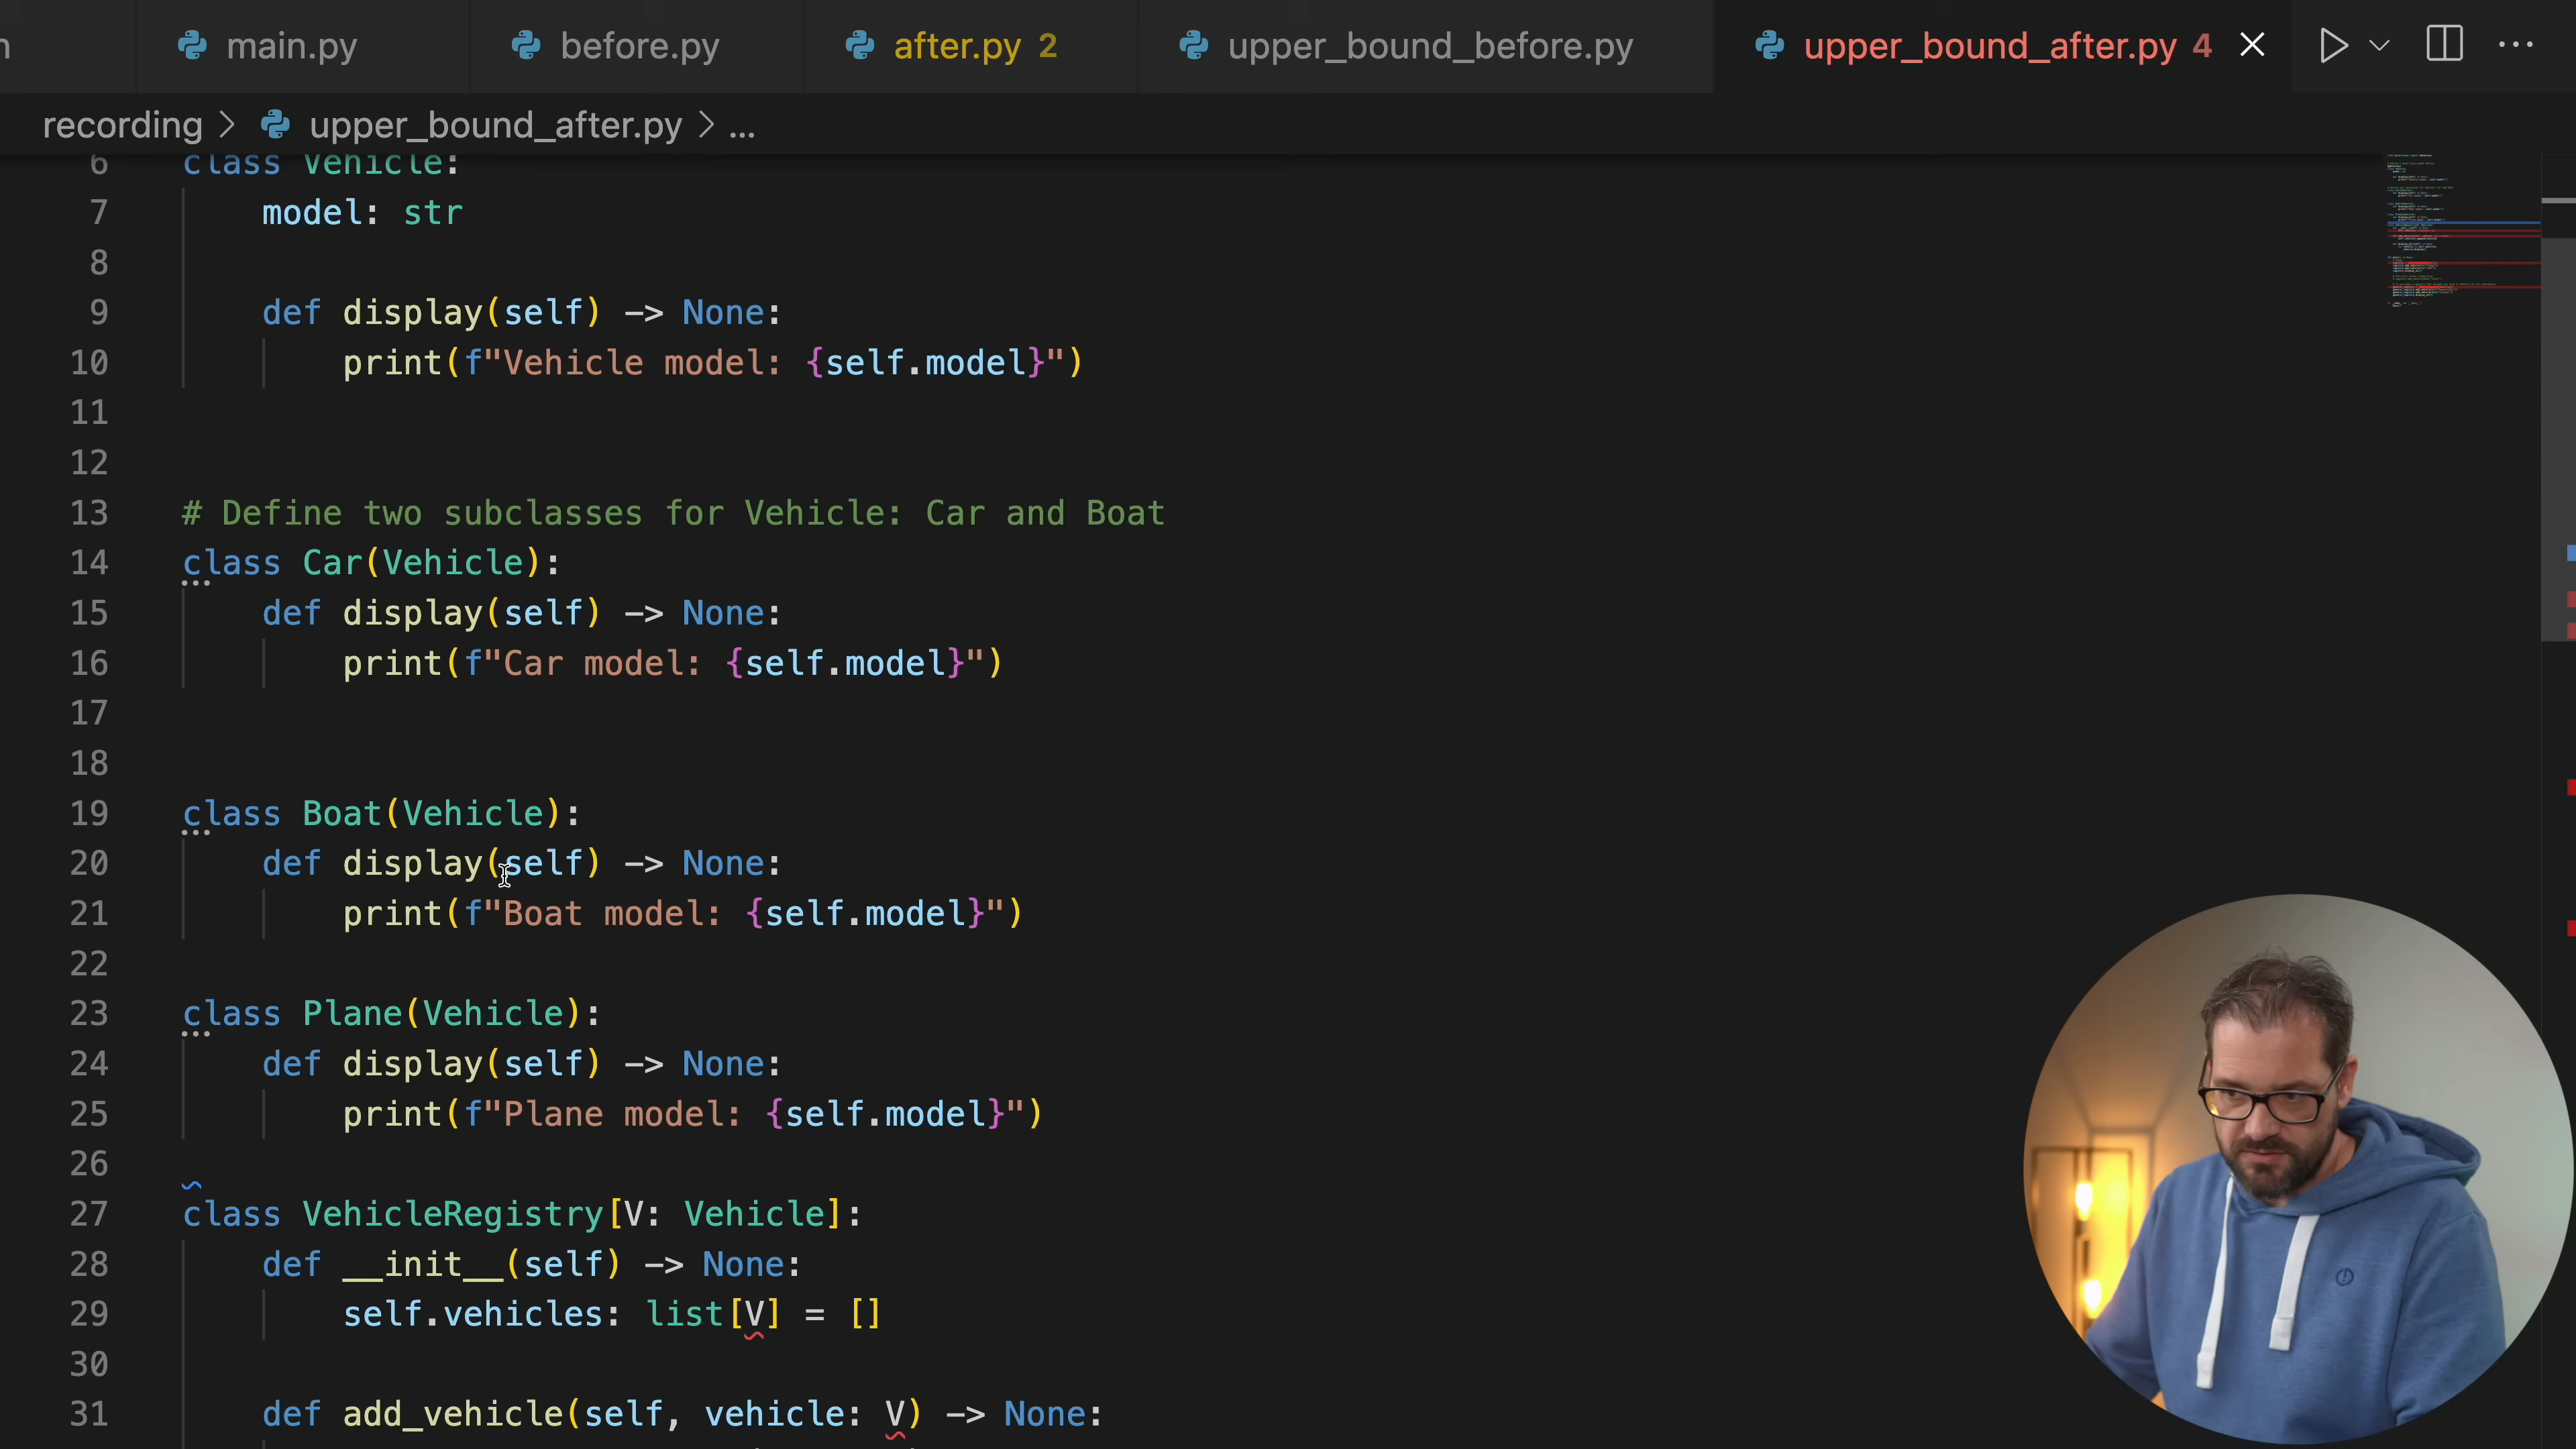 n
main.py
before.py
after.py 2
upper_bound_before.py
upper_bound_after.py 4
recording > upper_bound_after.py > ...
6 class Vehicle:
7 model: str
8
9 def display(self) -> None:
10 print(f"Vehicle model: {self.model}")
11
12
13 # Define two subclasses for Vehicle: Car and Boat
14 class Car(Vehicle):
15 def display(self) -> None:
16 print(f"Car model: {self.model}")
17
18
19 class Boat(Vehicle):
20 def display(self) -> None:
21 print(f"Boat model: {self.model}")
22
23 class Plane(Vehicle):
24 def display(self) -> None:
25 print(f"Plane model: {self.model}")
26
27 class VehicleRegistry[V: Vehicle]:
28 def __init__(self) -> None:
29 self.vehicles: list[V] = []
30
31 def add_vehicle(self, vehicle: V) -> None: